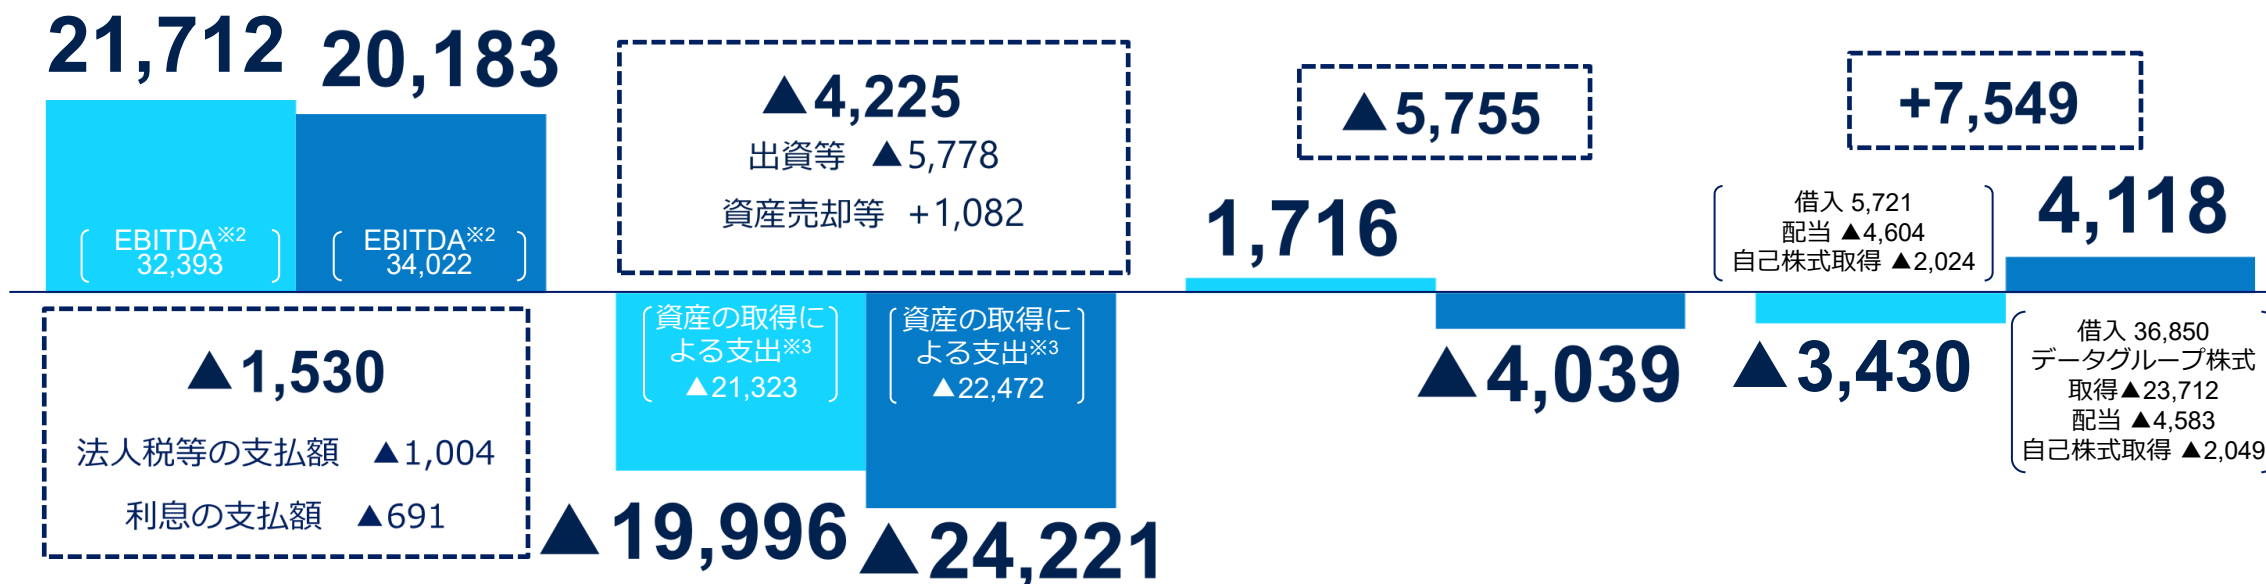 21,712
20,183
EBITDA※2
32,393
EBITDA※2
34,022
▲1,530
法人税等の支払額 ▲1,004
利息の支払額 ▲691
▲4,225
出資等 ▲5,778
資産売却等 +1,082
資産の取得に
よる支出※3
▲21,323
資産の取得に
よる支出※3
▲22,472
▲19,996
▲24,221
▲5,755
1,716
▲4,039
+7,549
借入 5,721
配当 ▲4,604
自己株式取得 ▲2,024
4,118
▲3,430
借入 36,850
データグループ株式
取得▲23,712
配当 ▲4,583
自己株式取得 ▲2,049